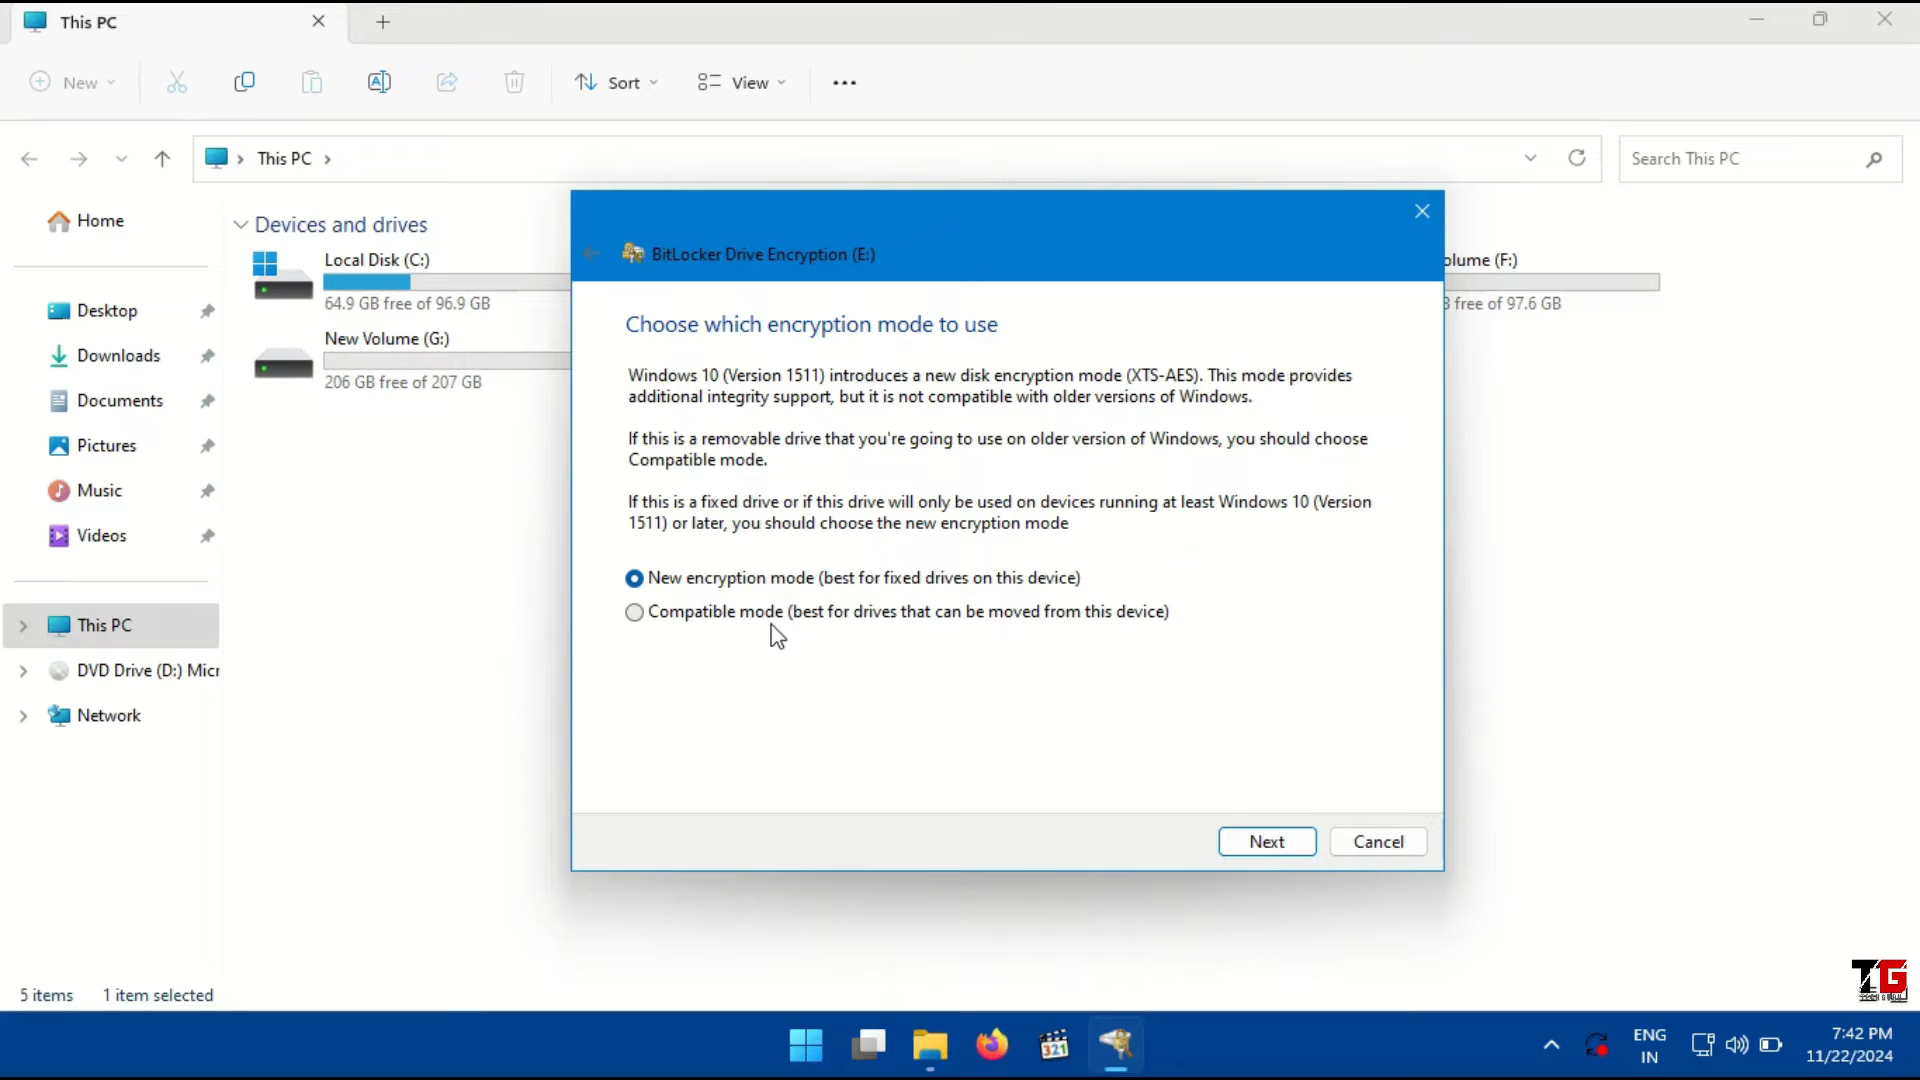 This PC
New
Sort
View
This PC
Search This PC
Home
Desktop
Downloads
Documents
Pictures
Music
Videos
This PC
DVD Drive (D:) Micr
Network
Devices and drives
Local Disk (C:)
64.9 GB free of 96.9 GB
New Volume (G:)
206 GB free of 207 GB
olume (F:)
free of 97.6 GB
BitLocker Drive Encryption (E:)
Choose which encryption mode to use
Windows 10 (Version 1511) introduces a new disk encryption mode (XTS-AES). This mode provides
additional integrity support, but it is not compatible with older versions of Windows.
If this is a removable drive that you're going to use on older version of Windows, you should choose
Compatible mode.
If this is a fixed drive or if this drive will only be used on devices running at least Windows 10 (Version
1511) or later, you should choose the new encryption mode
New encryption mode (best for fixed drives on this device)
Compatible mode (best for drives that can be moved from this device)
Next
Cancel
5 items
1 item selected
TG
321
ENG
IN
7:42 PM
11/22/2024